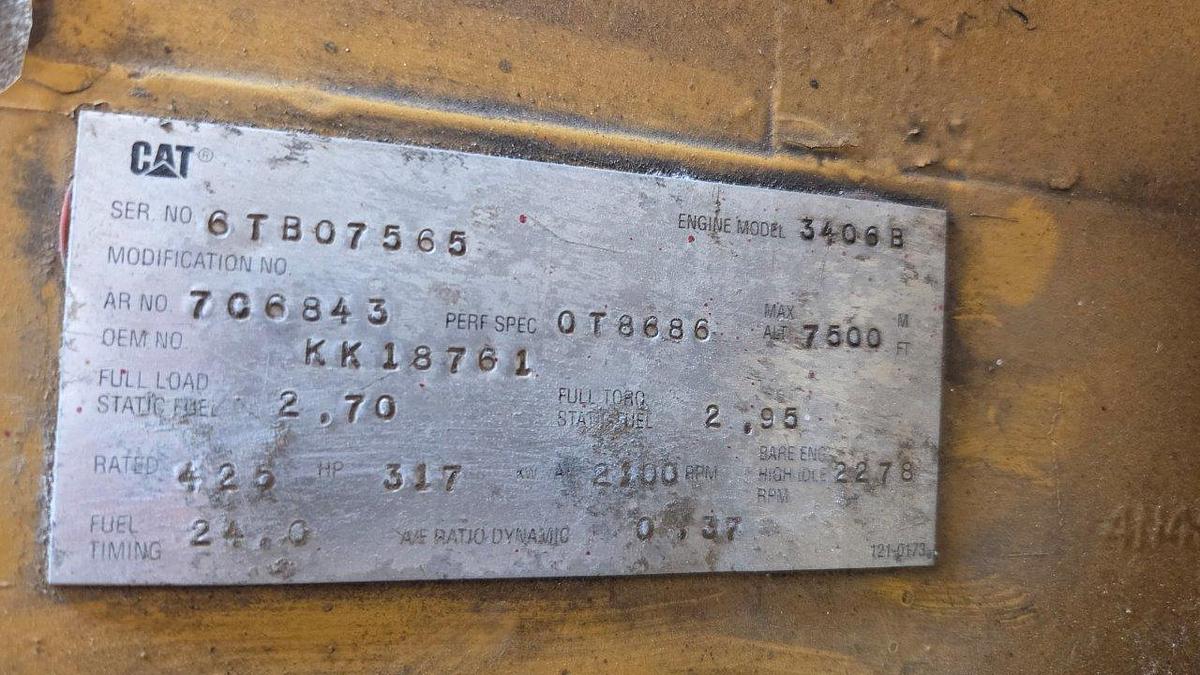 CAT®
SER. NO. 6TB07565 ENGINE MODEL 3406B
MODIFICATION NO.
AR NO. 7C6843 PERF SPEC 0T8686 MAX ALT 7500 M FT
OEM NO. KK18761
FULL LOAD STATIC FUEL 2.70 FULL TORQ STATIC FUEL 2.95
RATED 425 HP 317 KW AT 2100 RPM BARE ENG HIGH IDLE RPM 2278
FUEL TIMING 24.0 A/F RATIO DYNAMIC 0.37
121-0173